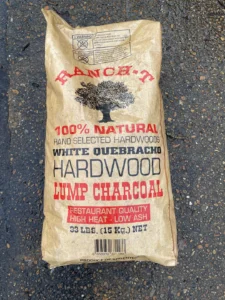 RANCH-T
100% NATURAL
HAND SELECTED HARDWOODS
WHITE QUEBRACHO
HARDWOOD
LUMP CHARCOAL
RESTAURANT QUALITY
HIGH HEAT - LOW ASH
33 LBS. (15 Kg.) NET